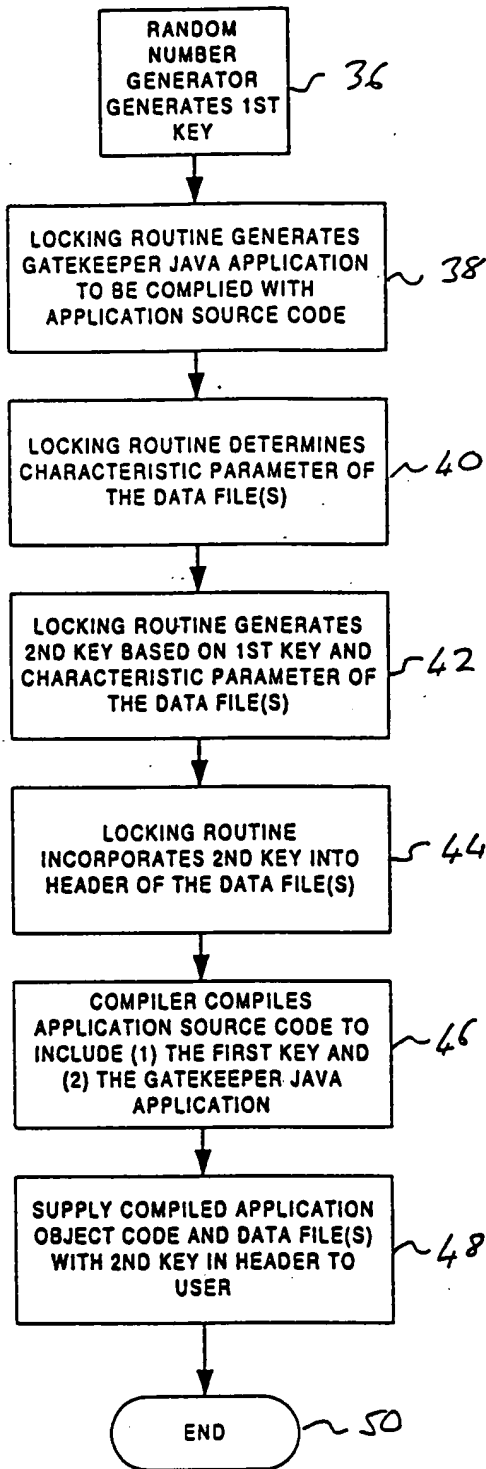 RANDOM
NUMBER
GENERATOR
GENERATES 1ST
KEY
36
LOCKING ROUTINE GENERATES
GATEKEEPER JAVA APPLICATION
TO BE COMPLIED WITH
APPLICATION SOURCE CODE
38
LOCKING ROUTINE DETERMINES
CHARACTERISTIC PARAMETER OF
THE DATA FILE(S)
40
LOCKING ROUTINE GENERATES
2ND KEY BASED ON 1ST KEY AND
CHARACTERISTIC PARAMETER OF
THE DATA FILE(S)
42
LOCKING ROUTINE
INCORPORATES 2ND KEY INTO
HEADER OF THE DATA FILE(S)
44
COMPILER COMPILES
APPLICATION SOURCE CODE TO
INCLUDE (1) THE FIRST KEY AND
(2) THE GATEKEEPER JAVA
APPLICATION
46
SUPPLY COMPILED APPLICATION
OBJECT CODE AND DATA FILE(S)
WITH 2ND KEY IN HEADER TO
USER
48
END
50